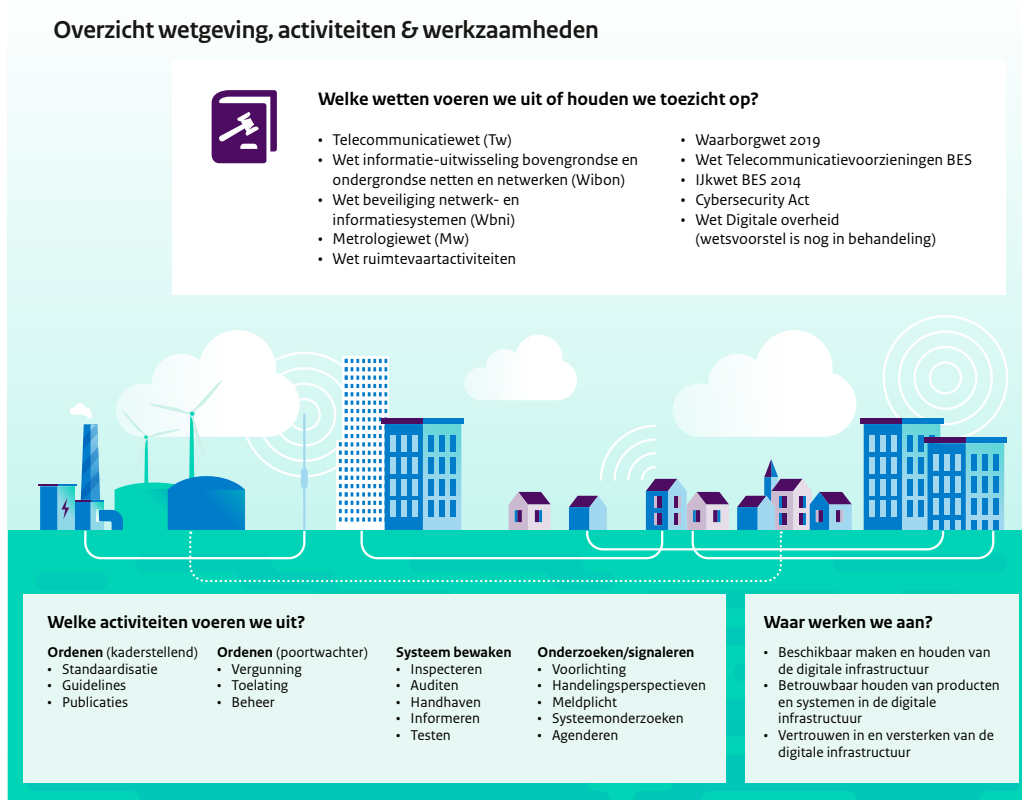 Overzicht wetgeving, activiteiten & werkzaamheden
Welke wetten voeren we uit of houden we toezicht op?
• Telecommunicatiewet (Tw)
• Wet informatie-uitwisseling bovengrondse en
ondergrondse netten en netwerken (Wibon)
• Wet beveiliging netwerk- en
informatiesystemen (Wbni)
• Metrologiewet (Mw)
• Wet ruimtevaartactiviteiten
• Waarborgwet 2019
• Wet Telecommunicatievoorzieningen BES
• IJkwet BES 2014
• Cybersecurity Act
• Wet Digitale overheid
(wetsvoorstel is nog in behandeling)
Welke activiteiten voeren we uit?
Ordenen (kaderstellend)
• Standaardisatie
• Guidelines
• Publicaties
Ordenen (poortwachter)
• Vergunning
• Toelating
• Beheer
Systeem bewaken
• Inspecteren
• Auditen
• Handhaven
• Informeren
• Testen
Onderzoeken/signaleren
• Voorlichting
• Handelingsperspectieven
• Meldplicht
• Systeemonderzoeken
• Agenderen
Waar werken we aan?
• Beschikbaar maken en houden van
de digitale infrastructuur
• Betrouwbaar houden van producten
en systemen in de digitale
infrastructuur
• Vertrouwen in en versterken van de
digitale infrastructuur